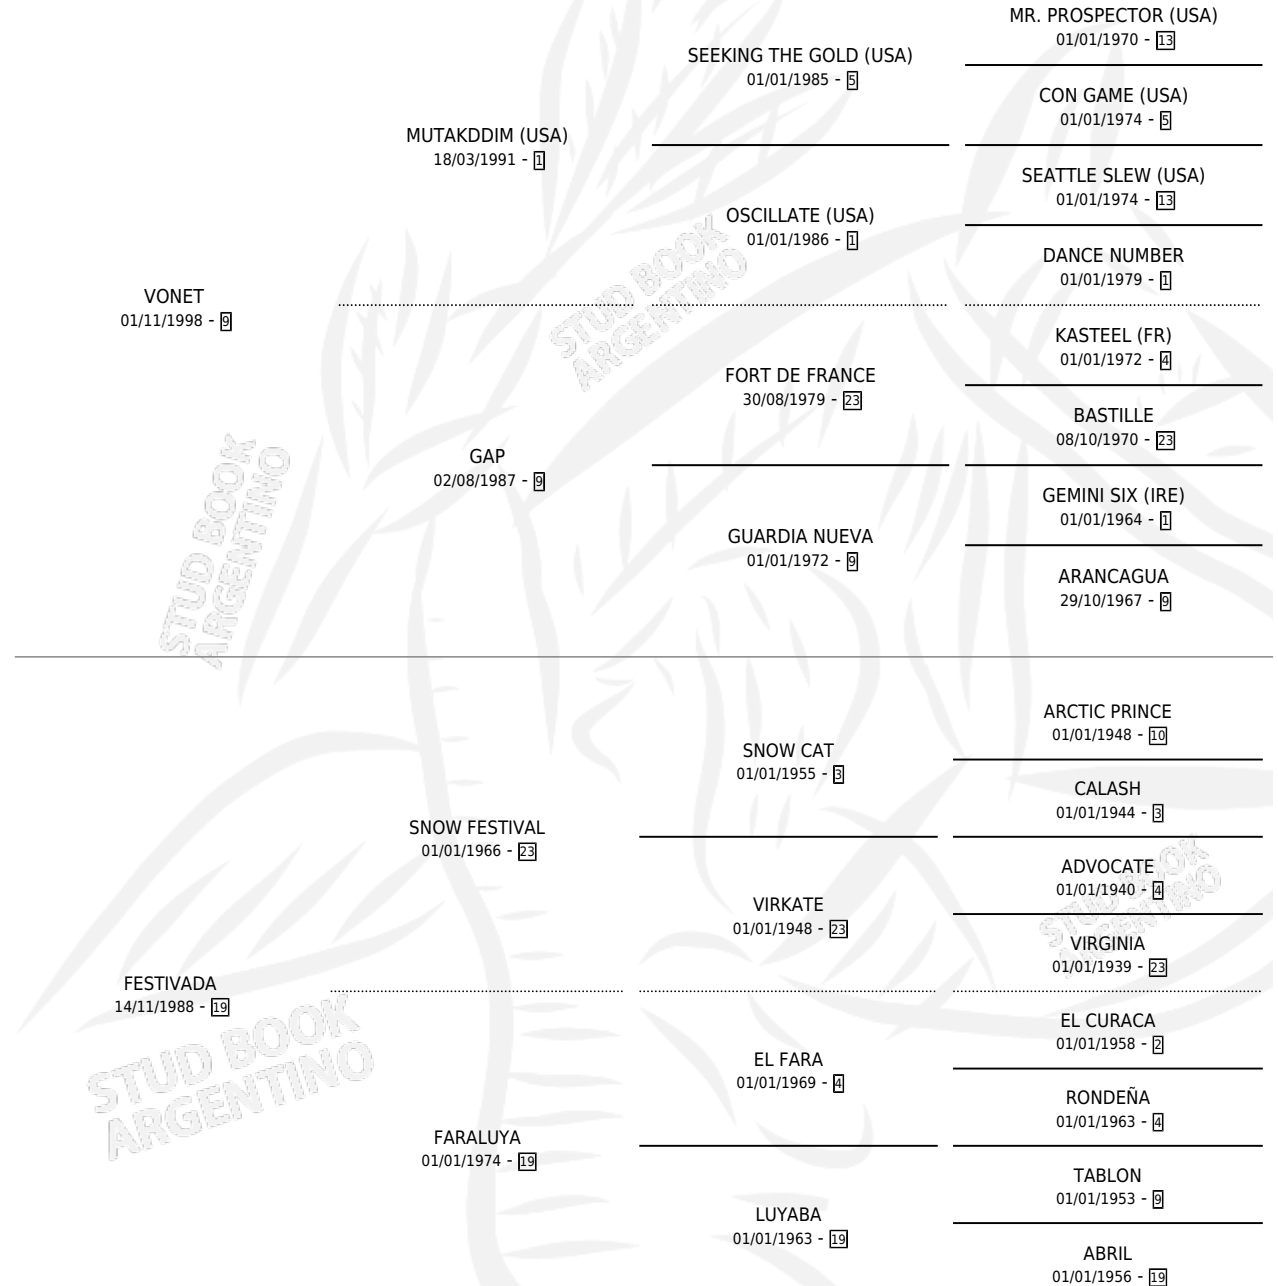 MR. PROSPECTOR (USA)
01/01/1970 - 13
SEEKING THE GOLD (USA)
01/01/1985 - 5
CON GAME (USA)
01/01/1974 - 5
MUTAKDDIM (USA)
18/03/1991 - 1
SEATTLE SLEW (USA)
01/01/1974 - 13
OSCILLATE (USA)
01/01/1986 - 1
DANCE NUMBER
01/01/1979 - 1
VONET
01/11/1998 - 9
KASTEEL (FR)
01/01/1972 - 4
FORT DE FRANCE
30/08/1979 - 23
BASTILLE
08/10/1970 - 23
GAP
02/08/1987 - 9
GEMINI SIX (IRE)
01/01/1964 - 1
GUARDIA NUEVA
01/01/1972 - 9
ARANCAGUA
29/10/1967 - 9
ARCTIC PRINCE
01/01/1948 - 10
SNOW CAT
01/01/1955 - 3
CALASH
01/01/1944 - 3
SNOW FESTIVAL
01/01/1966 - 23
ADVOCATE
01/01/1940 - 4
VIRKATE
01/01/1948 - 23
VIRGINIA
01/01/1939 - 23
FESTIVADA
14/11/1988 - 19
EL CURACA
01/01/1958 - 2
EL FARA
01/01/1969 - 4
RONDEÑA
01/01/1963 - 4
FARALUYA
01/01/1974 - 19
TABLON
01/01/1953 - 9
LUYABA
01/01/1963 - 19
ABRIL
01/01/1956 - 19
STUD BOOK
ARGENTINO
STUD BOOK
ARGENTINO
STUD BOOK
ARGENTINO
STUD BOOK
ARGENTINO